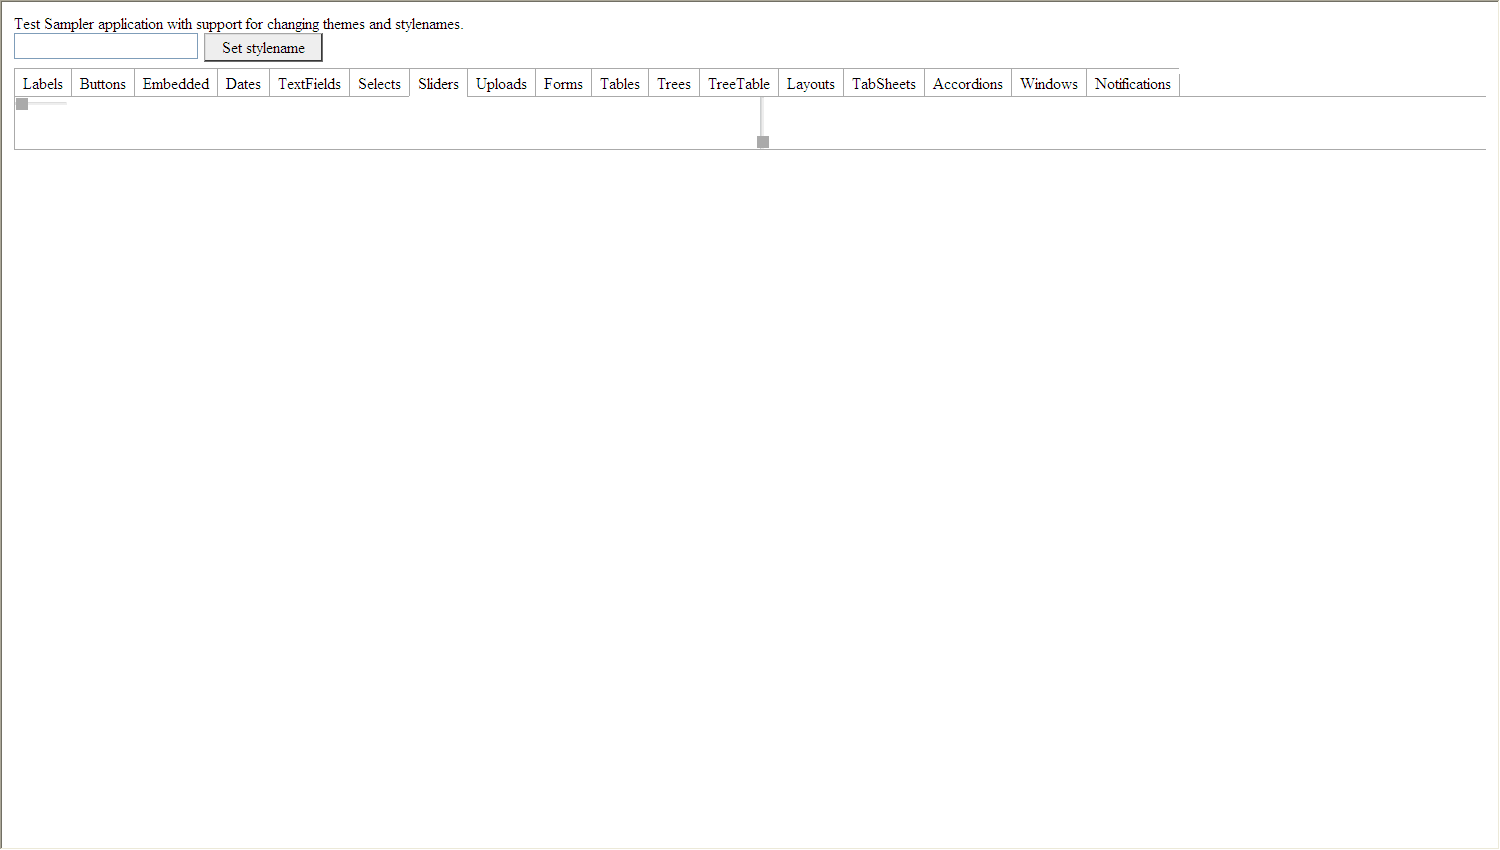 Test Sampler application with support for changing themes and stylenames.
Set stylename
Labels Buttons Embedded Dates TextFields Selects Sliders Uploads Forms Tables Trees TreeTable Layouts TabSheets Accordions Windows Notifications